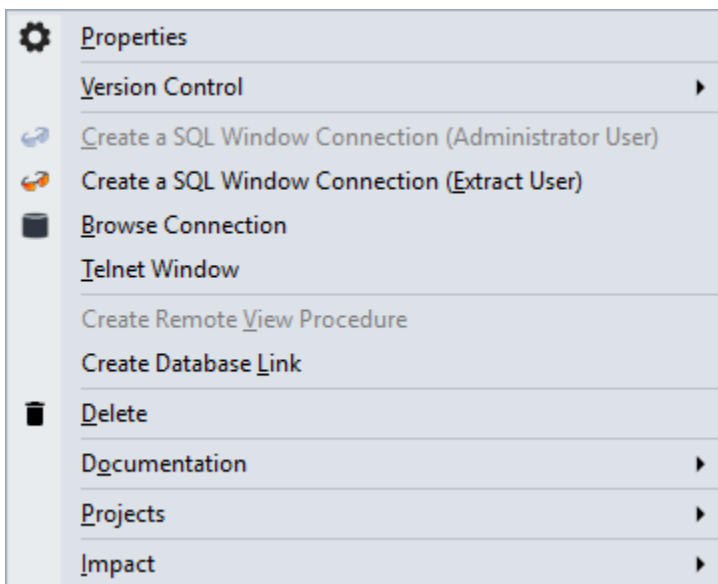 Properties
Version Control
Create a SQL Window Connection (Administrator User)
Create a SQL Window Connection (Extract User)
Browse Connection
Telnet Window
Create Remote View Procedure
Create Database Link
Delete
Documentation
Projects
Impact